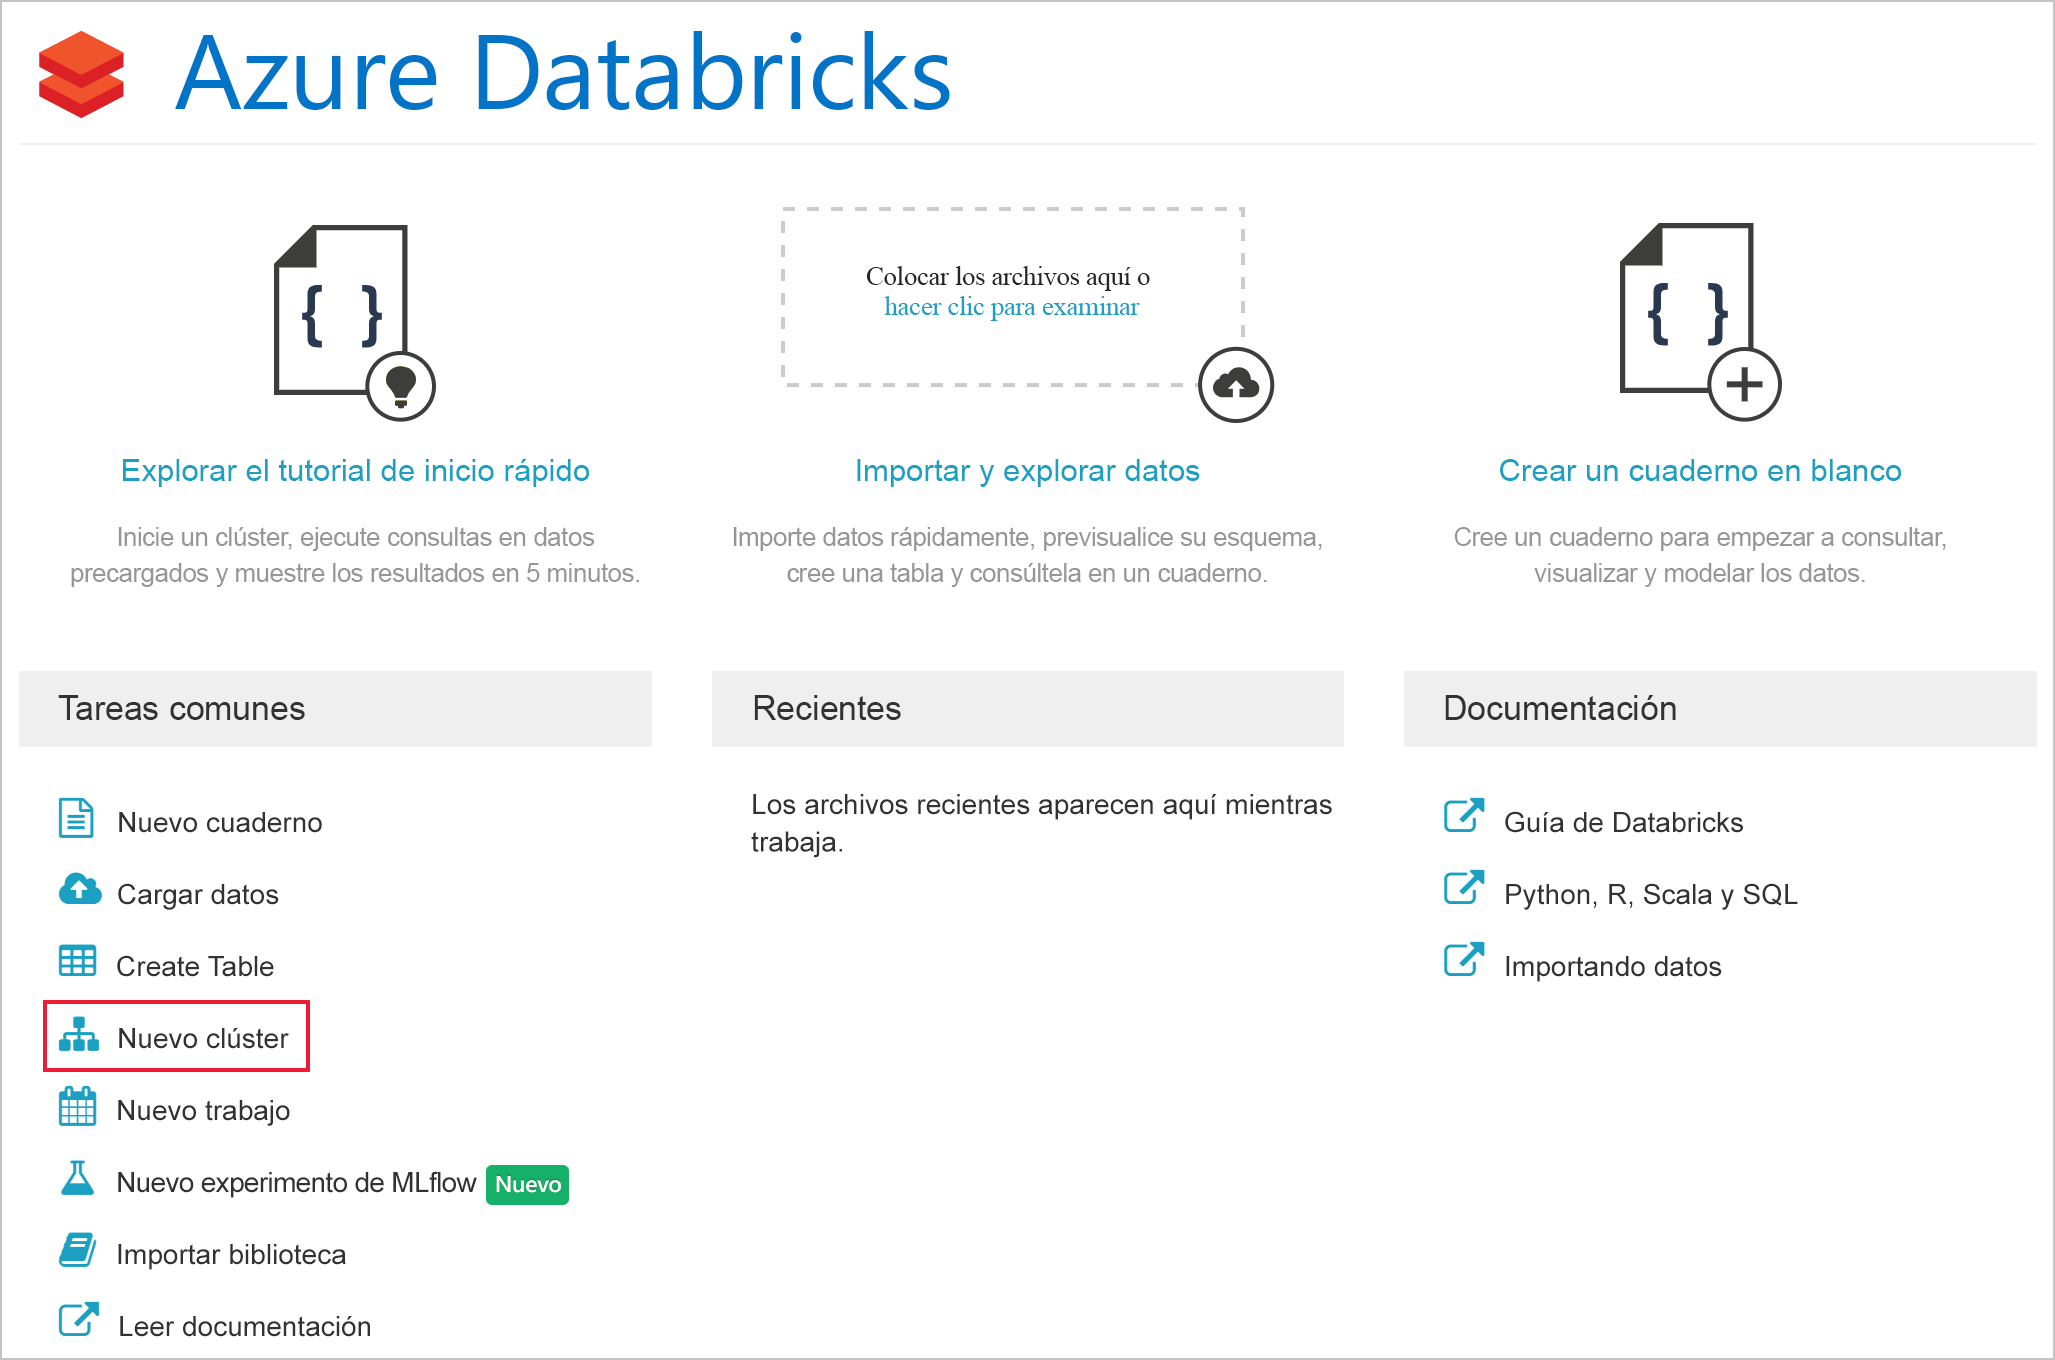 Azure Databricks
Colocar los archivos aquí o
hacer clic para examinar
{ }
{ }
Explorar el tutorial de inicio rápido
Inicie un clúster, ejecute consultas en datos
precargados y muestre los resultados en 5 minutos.
Importar y explorar datos
Importe datos rápidamente, previsualice su esquema,
cree una tabla y consúltela en un cuaderno.
Crear un cuaderno en blanco
Cree un cuaderno para empezar a consultar,
visualizar y modelar los datos.
Tareas comunes
Nuevo cuaderno
Cargar datos
Create Table
Nuevo clúster
Nuevo trabajo
Nuevo experimento de MLflow Nuevo
Importar biblioteca
Leer documentación
Recientes
Los archivos recientes aparecen aquí mientras
trabaja.
Documentación
Guía de Databricks
Python, R, Scala y SQL
Importando datos